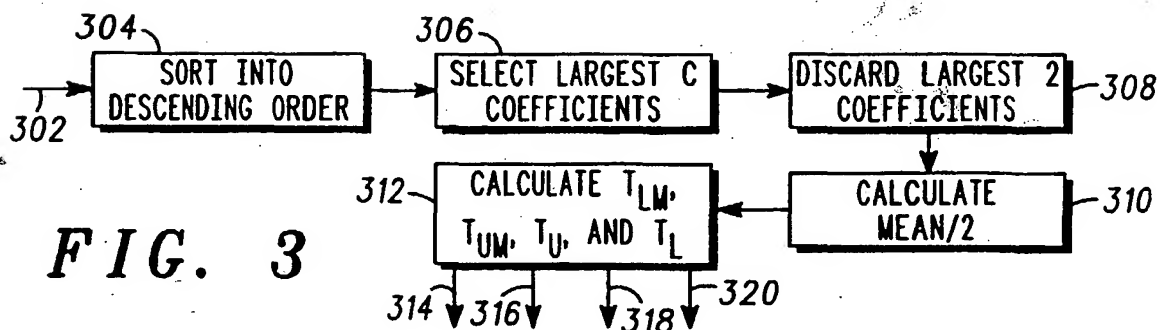 304
SORT INTO
DESCENDING ORDER
302
306
SELECT LARGEST C
COEFFICIENTS
DISCARD LARGEST 2
COEFFICIENTS
308
312
CALCULATE T_LM,
T_UM, T_U, AND T_L
CALCULATE
MEAN/2
310
FIG. 3
314
316
318
320